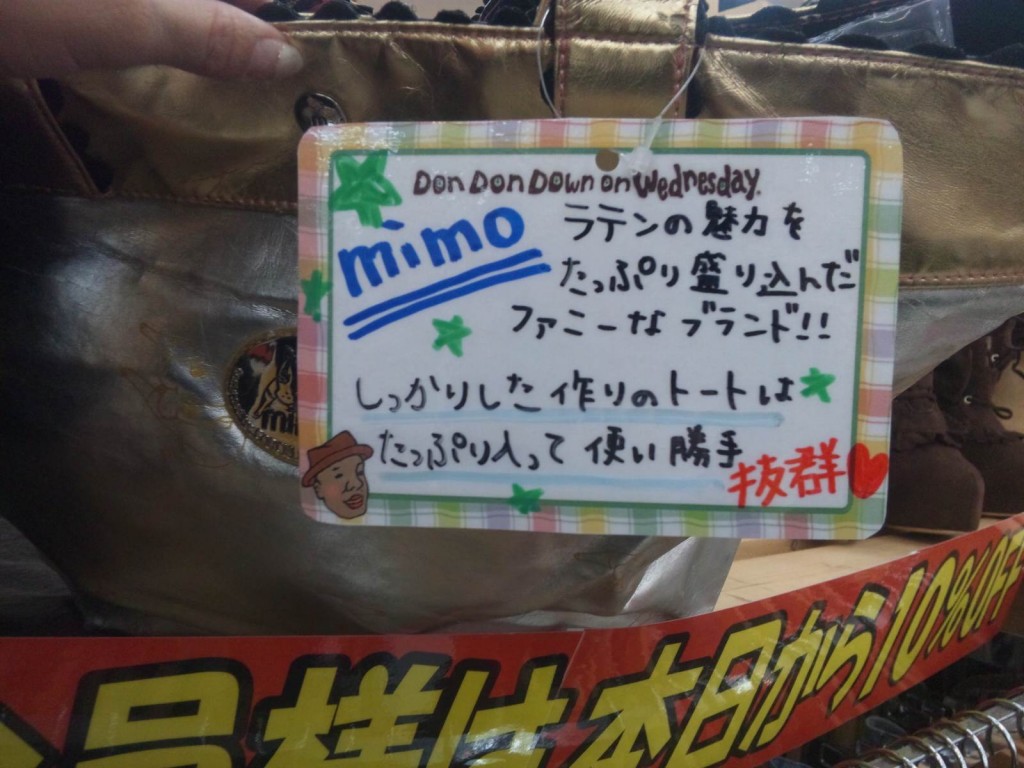 Don Don Down on Wednesday.
mimo
ラテンの魅力を
たっぷり盛り込んだ
ファミーなブランド!!
しっかりした作りのトートは
たっぷり入って使い勝手
抜群
員様は本日から10%OFF